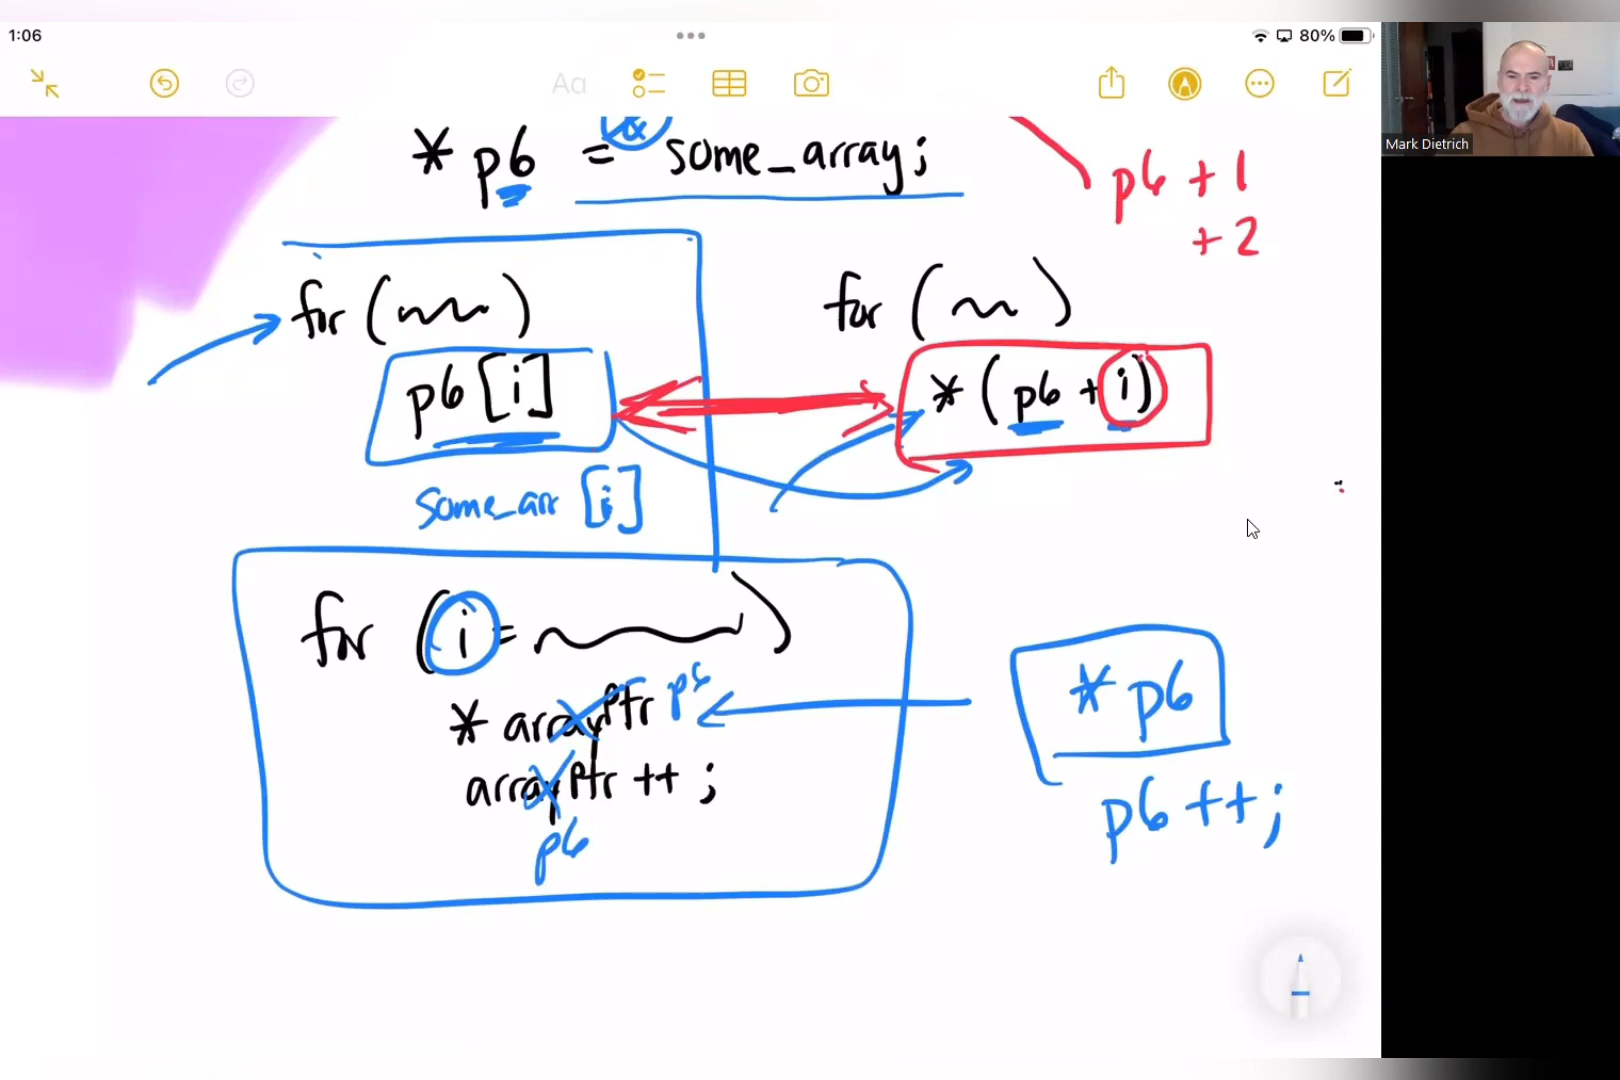 1:06
80%
Aa
Mark Dietrich
& 
* p6 = some_array;
p6 + 1
+ 2
for ( )
for ( )
p6 [i]
* ( p6 + i )
some_arr [i]
for ( i = )
* arrayPtr p6
arrayPtr ++ ;
p6
* p6
p6 ++ ;